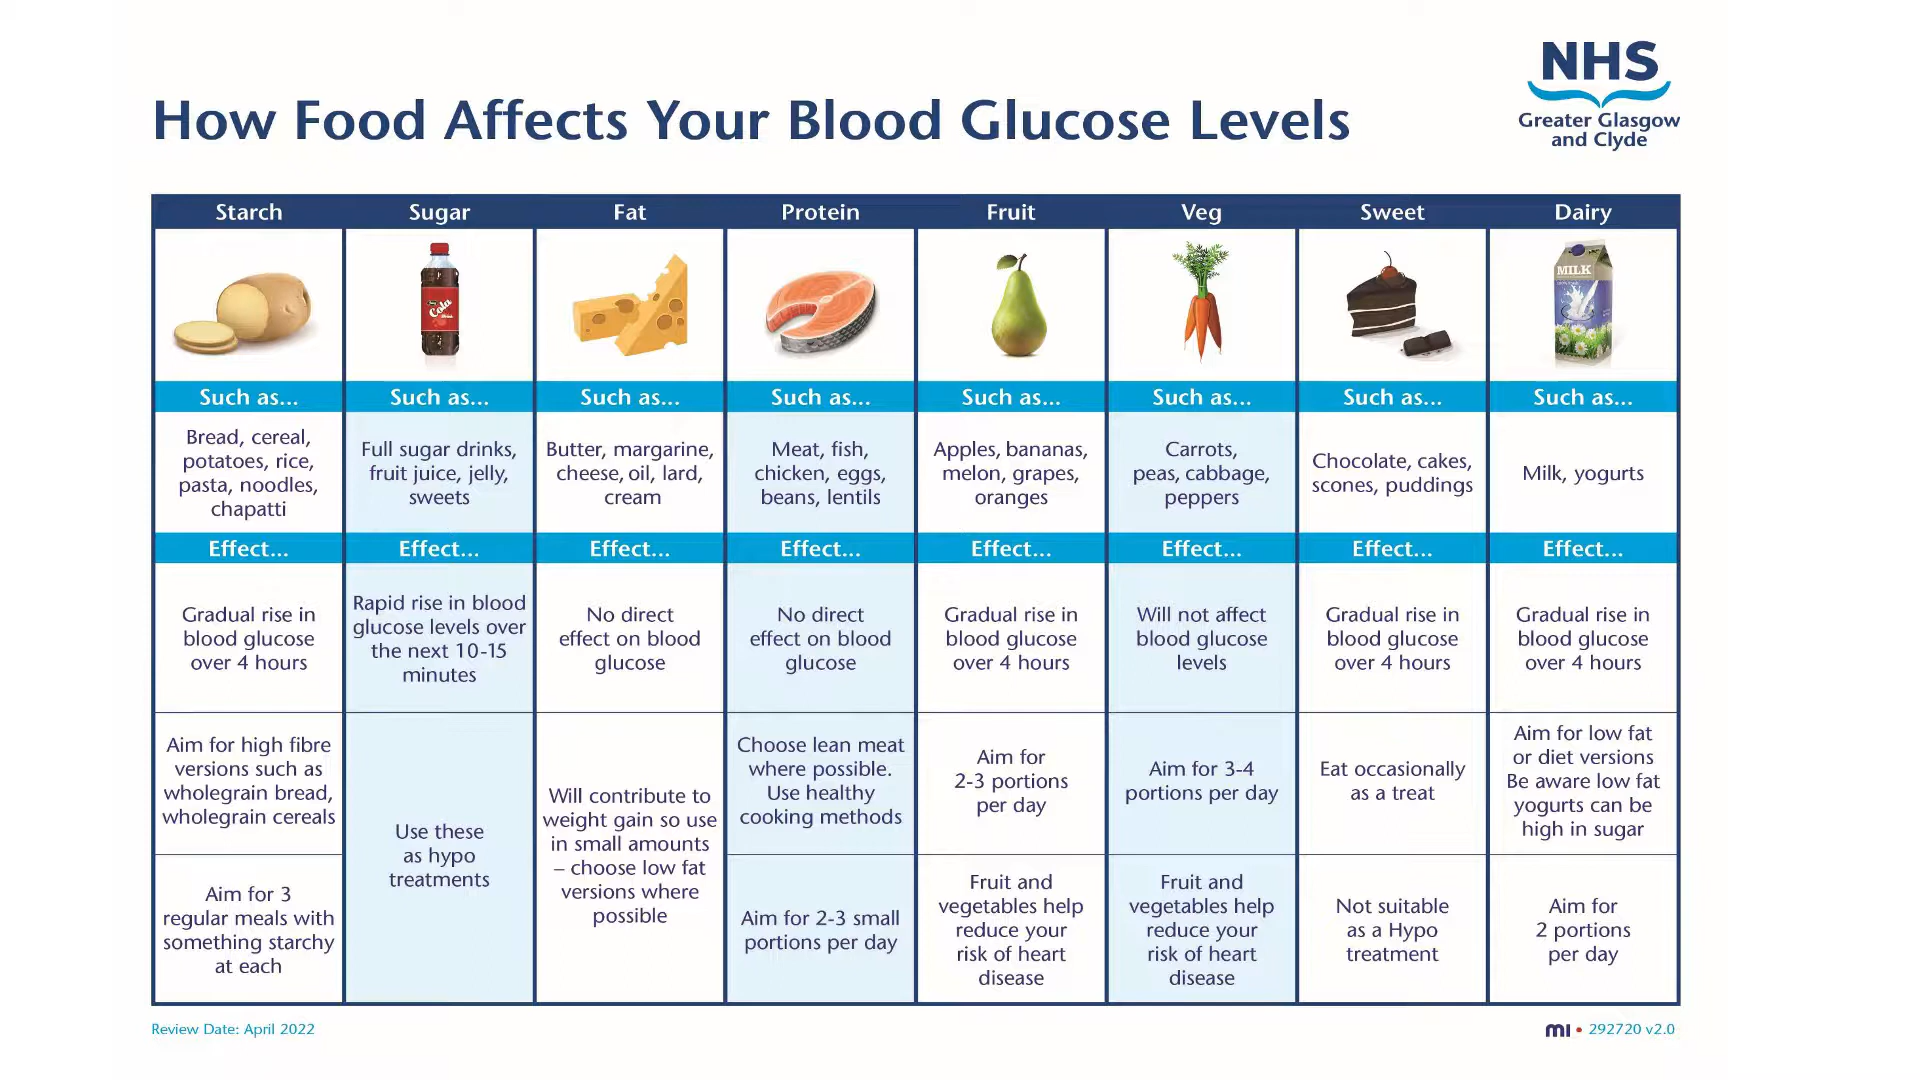 NHS
Greater Glasgow
and Clyde
How Food Affects Your Blood Glucose Levels
Starch
Sugar
Fat
Protein
Fruit
Veg
Sweet
Dairy
Cola
MILK
Such as...
Such as...
Such as...
Such as...
Such as...
Such as...
Such as...
Such as...
Bread, cereal,
potatoes, rice,
pasta, noodles,
chapatti
Full sugar drinks,
fruit juice, jelly,
sweets
Butter, margarine,
cheese, oil, lard,
cream
Meat, fish,
chicken, eggs,
beans, lentils
Apples, bananas,
melon, grapes,
oranges
Carrots,
peas, cabbage,
peppers
Chocolate, cakes,
scones, puddings
Milk, yogurts
Effect...
Effect...
Effect...
Effect...
Effect...
Effect...
Effect...
Effect...
Gradual rise in
blood glucose
over 4 hours
Rapid rise in blood
glucose levels over
the next 10-15
minutes
No direct
effect on blood
glucose
No direct
effect on blood
glucose
Gradual rise in
blood glucose
over 4 hours
Will not affect
blood glucose
levels
Gradual rise in
blood glucose
over 4 hours
Gradual rise in
blood glucose
over 4 hours
Aim for high fibre
versions such as
wholegrain bread,
wholegrain cereals
Use these
as hypo
treatments
Will contribute to
weight gain so use
in small amounts
– choose low fat
versions where
possible
Choose lean meat
where possible.
Use healthy
cooking methods
Aim for
2-3 portions
per day
Aim for 3-4
portions per day
Eat occasionally
as a treat
Aim for low fat
or diet versions
Be aware low fat
yogurts can be
high in sugar
Aim for 3
regular meals with
something starchy
at each
Aim for 2-3 small
portions per day
Fruit and
vegetables help
reduce your
risk of heart
disease
Fruit and
vegetables help
reduce your
risk of heart
disease
Not suitable
as a Hypo
treatment
Aim for
2 portions
per day
Review Date: April 2022
mi • 292720 v2.0